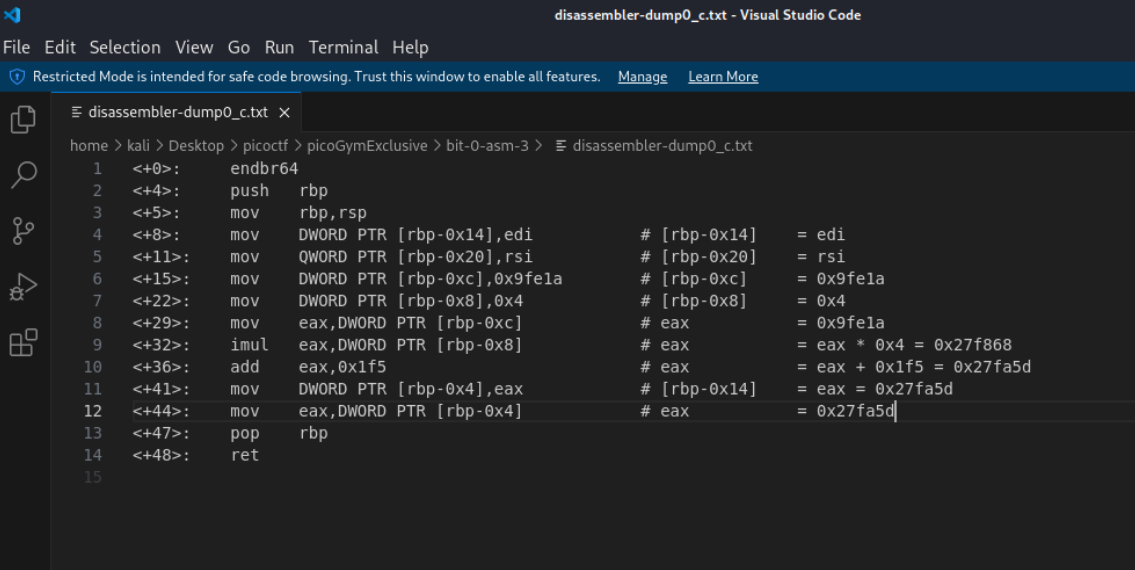 disassembler-dump0_c.txt - Visual Studio Code
File Edit Selection View Go Run Terminal Help
Restricted Mode is intended for safe code browsing. Trust this window to enable all features. Manage Learn More
disassembler-dump0_c.txt
home > kali > Desktop > picoctf > picoGymExclusive > bit-0-asm-3 > disassembler-dump0_c.txt
1 <+0>: endbr64
2 <+4>: push rbp
3 <+5>: mov rbp,rsp
4 <+8>: mov DWORD PTR [rbp-0x14],edi # [rbp-0x14] = edi
5 <+11>: mov QWORD PTR [rbp-0x20],rsi # [rbp-0x20] = rsi
6 <+15>: mov DWORD PTR [rbp-0xc],0x9fe1a # [rbp-0xc] = 0x9fe1a
7 <+22>: mov DWORD PTR [rbp-0x8],0x4 # [rbp-0x8] = 0x4
8 <+29>: mov eax,DWORD PTR [rbp-0xc] # eax = 0x9fe1a
9 <+32>: imul eax,DWORD PTR [rbp-0x8] # eax = eax * 0x4 = 0x27f868
10 <+36>: add eax,0x1f5 # eax = eax + 0x1f5 = 0x27fa5d
11 <+41>: mov DWORD PTR [rbp-0x4],eax # [rbp-0x14] = eax = 0x27fa5d
12 <+44>: mov eax,DWORD PTR [rbp-0x4] # eax = 0x27fa5d
13 <+47>: pop rbp
14 <+48>: ret
15